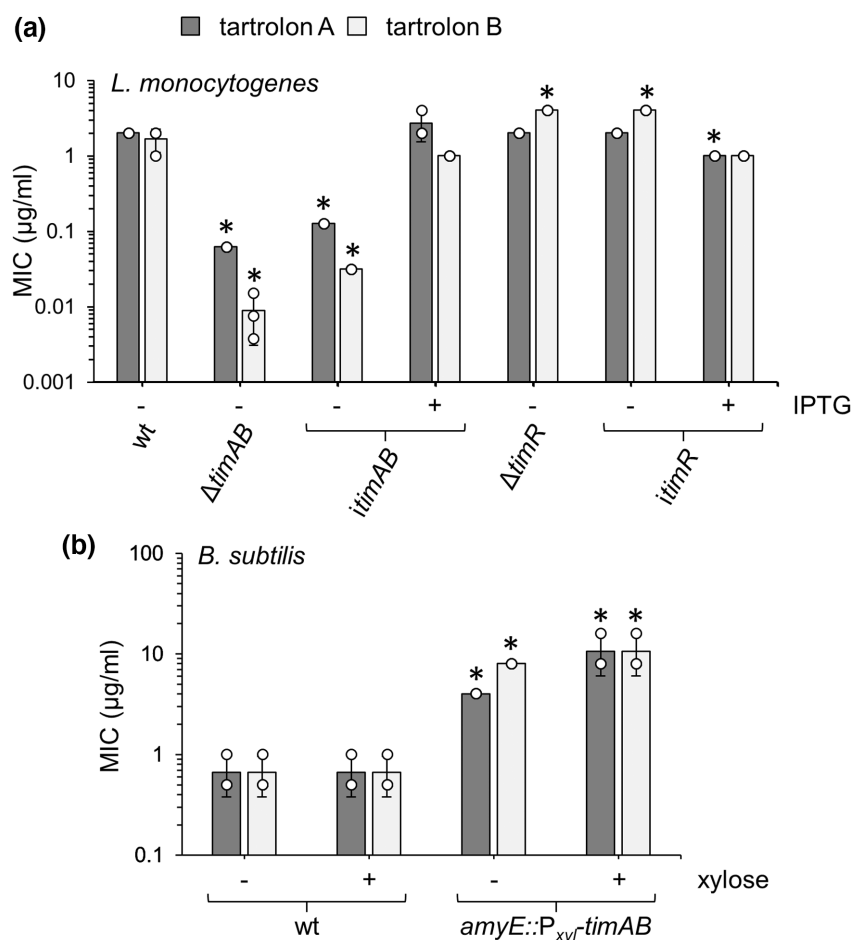 (a)
tartrolon A tartrolon B
L. monocytogenes
MIC (µg/ml)
10
1
0.1
0.01
0.001
- - - + - - + IPTG
wt ΔtimAB itimAB ΔtimR itimR
* * * * * * *
(b)
B. subtilis
MIC (µg/ml)
100
10
1
0.1
* * * *
- + - + xylose
wt amyE::Pxyl-timAB